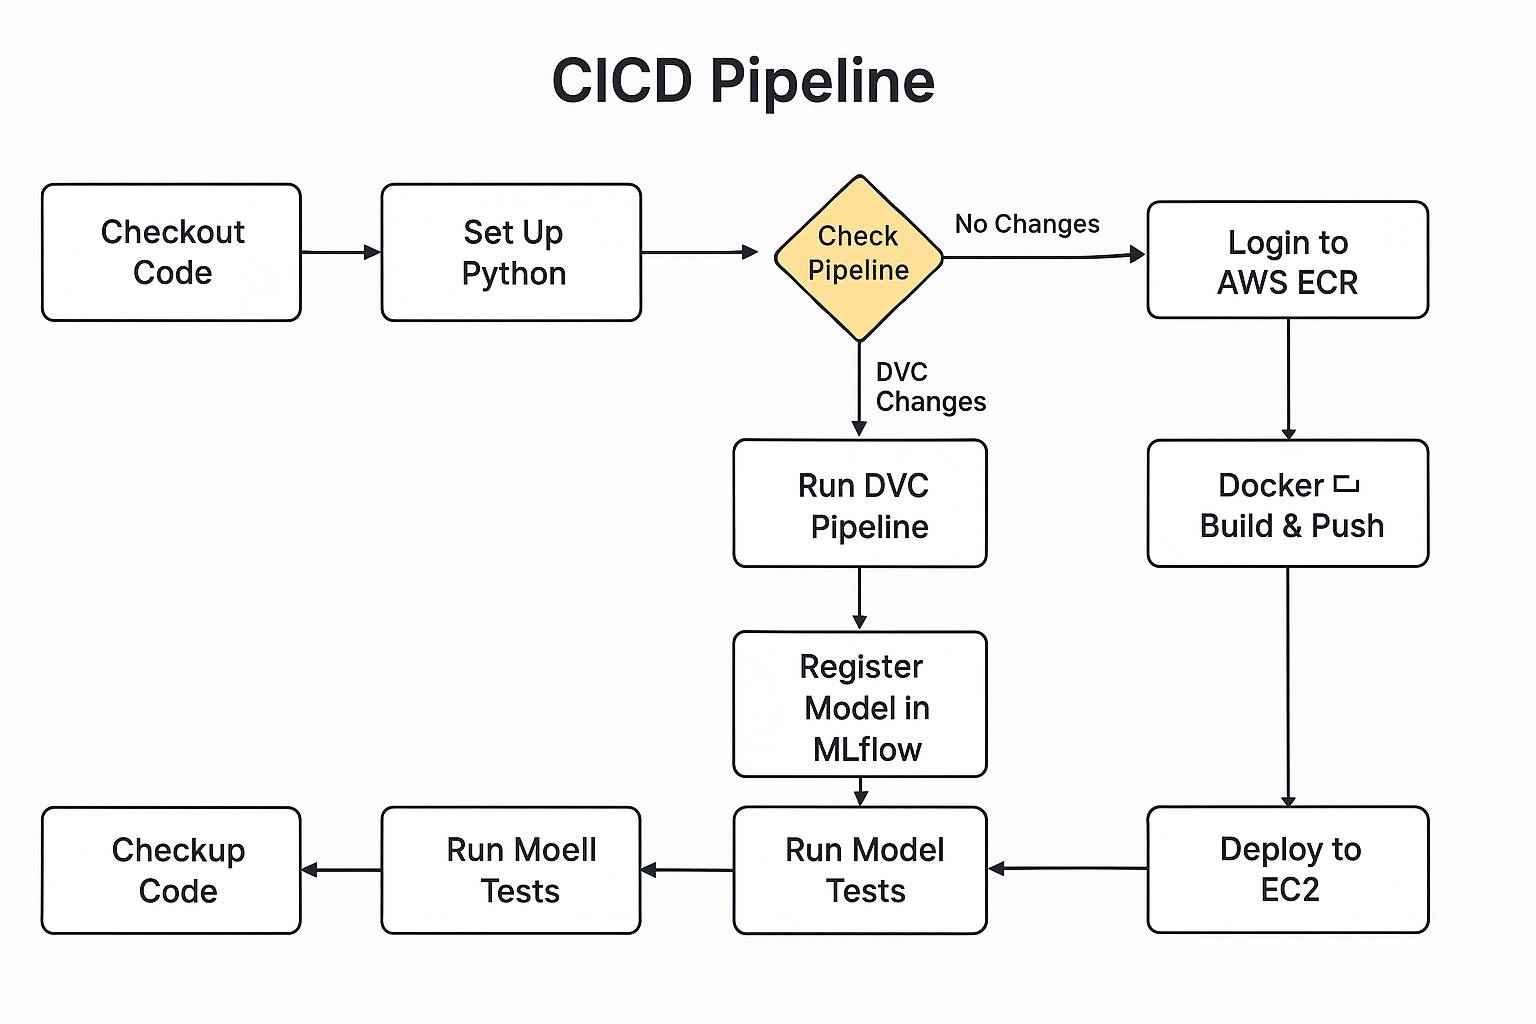 CICD Pipeline
Checkout
Code
Set Up
Python
Check
Pipeline
No Changes
Login to
AWS ECR
DVC
Changes
Run DVC
Pipeline
Docker
Build & Push
Register
Model in
MLflow
Checkup
Code
Run Moell
Tests
Run Model
Tests
Deploy to
EC2